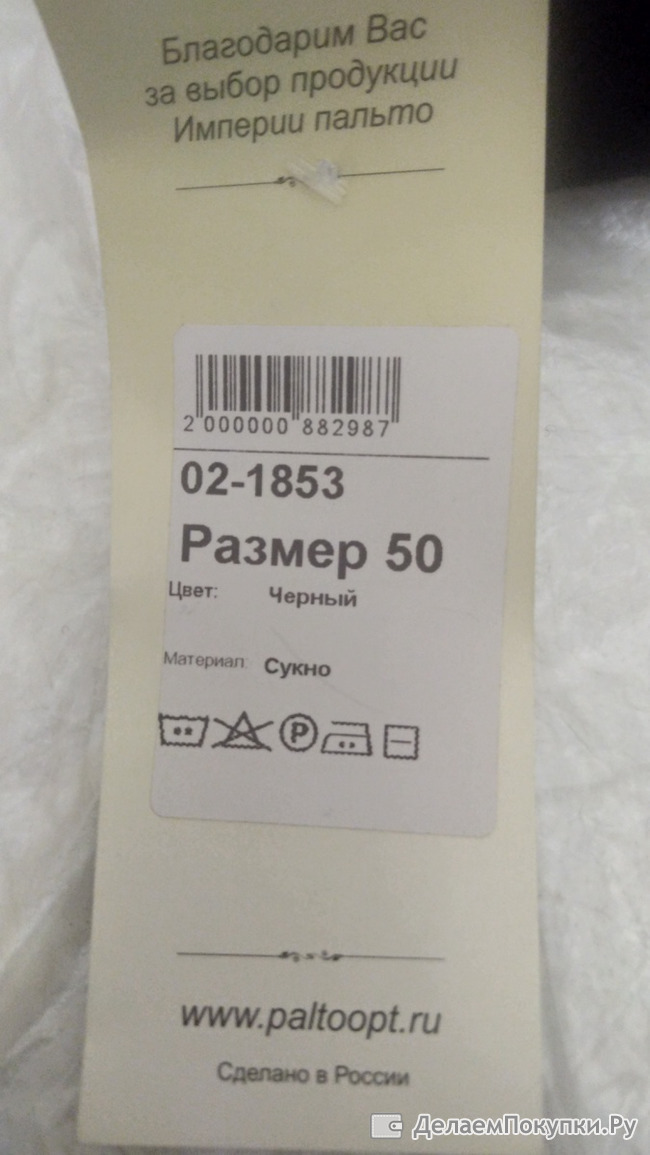 Благодарим Вас
за выбор продукции
Империи пальто
2 000000 882987
02-1853
Размер 50
Цвет: Черный
Материал: Сукно
P
www.paltoopt.ru
Сделано в России
ДелаемПокупки.Ру